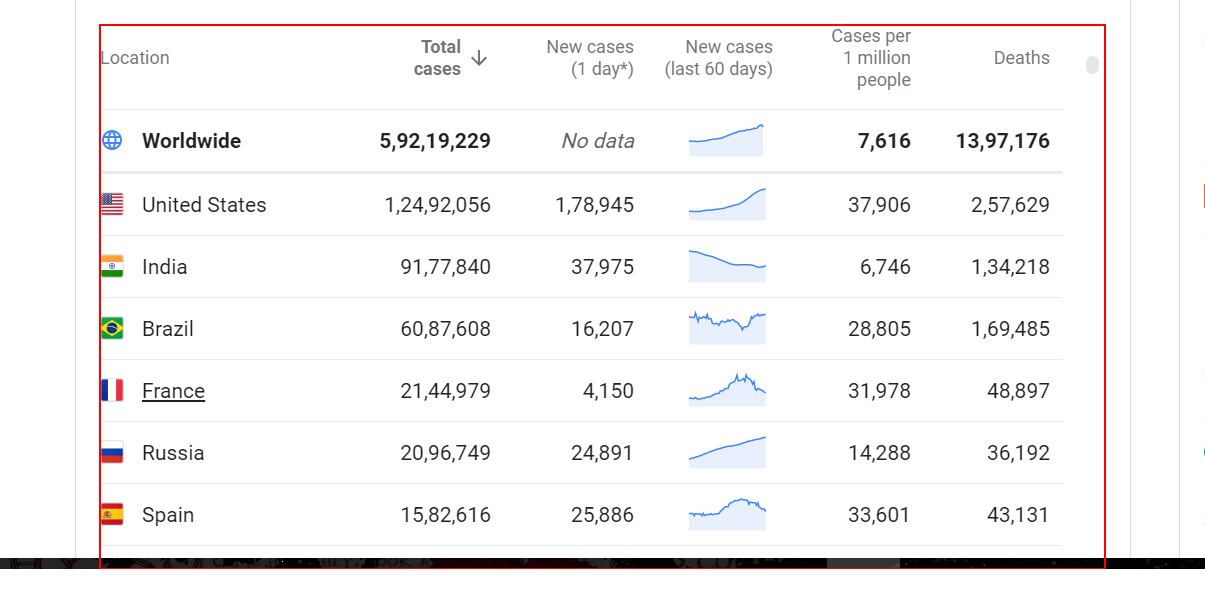 Location Total cases New cases (1 day*) New cases (last 60 days) Cases per 1 million people Deaths
Worldwide 5,92,19,229 No data 7,616 13,97,176
United States 1,24,92,056 1,78,945 37,906 2,57,629
India 91,77,840 37,975 6,746 1,34,218
Brazil 60,87,608 16,207 28,805 1,69,485
France 21,44,979 4,150 31,978 48,897
Russia 20,96,749 24,891 14,288 36,192
Spain 15,82,616 25,886 33,601 43,131